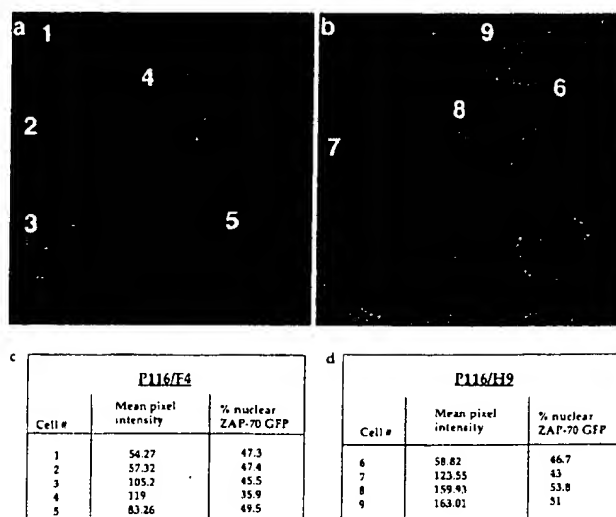 a
1
4
2
3
5
b
9
6
8
7
c
P116/F4
Cell # Mean pixel intensity % nuclear ZAP-70 GFP
1 54.27 47.3
2 57.32 47.4
3 105.2 45.5
4 119 35.9
5 83.26 49.5
d
P116/H9
Cell # Mean pixel intensity % nuclear ZAP-70 GFP
6 58.82 46.7
7 123.55 43
8 159.93 53.8
9 163.01 51